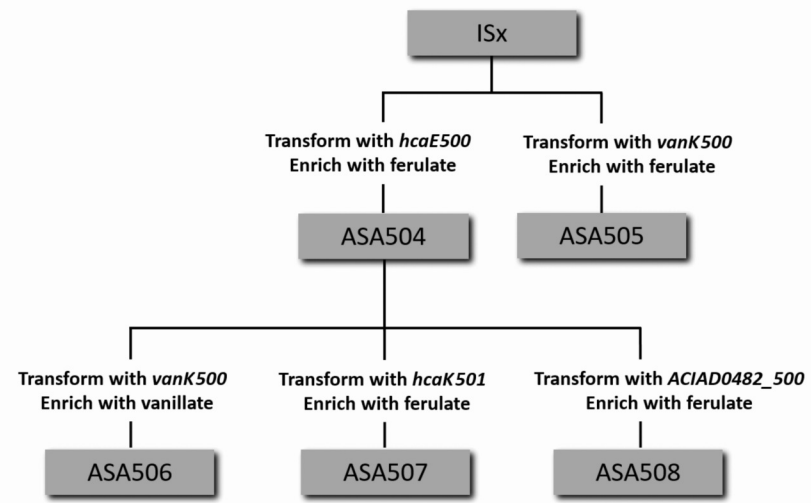 ISx
Transform with hcaE500
Enrich with ferulate
Transform with vanK500
Enrich with ferulate
ASA504
ASA505
Transform with vanK500
Enrich with vanillate
Transform with hcaK501
Enrich with ferulate
Transform with ACIAD0482_500
Enrich with ferulate
ASA506
ASA507
ASA508